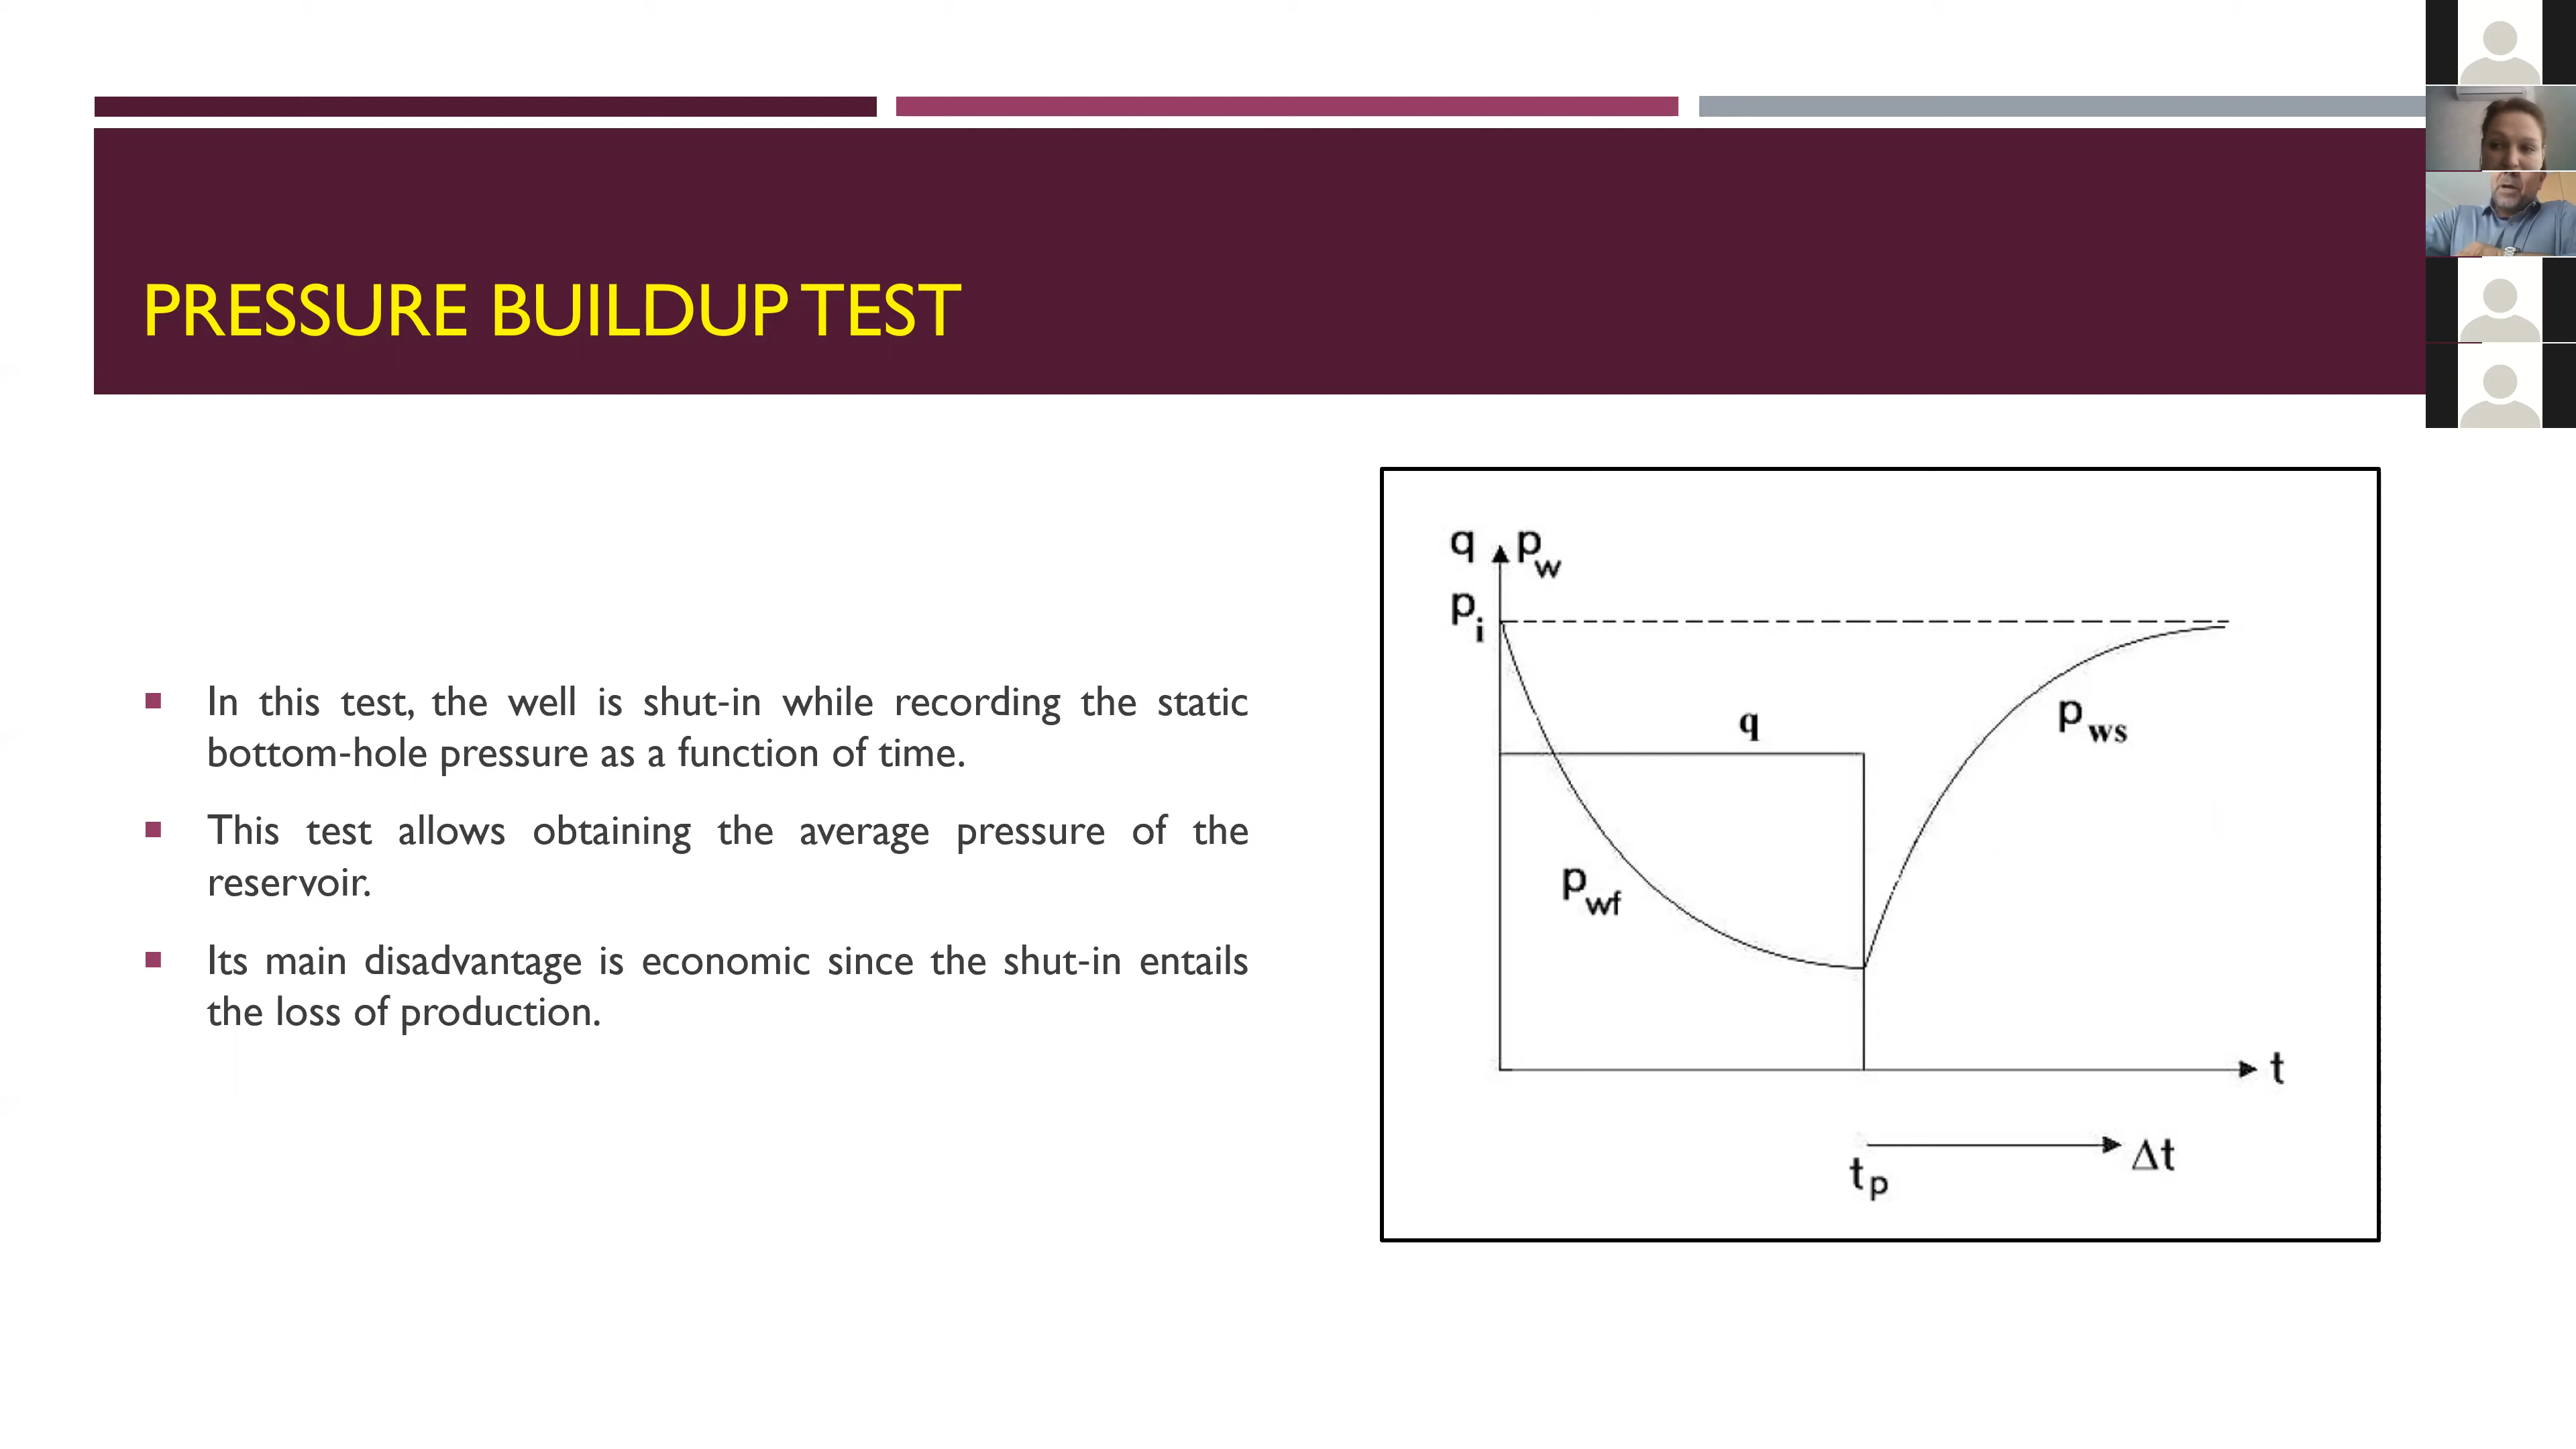 PRESSURE BUILDUP TEST
In this test, the well is shut-in while recording the static
bottom-hole pressure as a function of time.
This test allows obtaining the average pressure of the
reservoir.
Its main disadvantage is economic since the shut-in entails
the loss of production.
q pw
pi
q
pws
pwf
t
Δt
tp